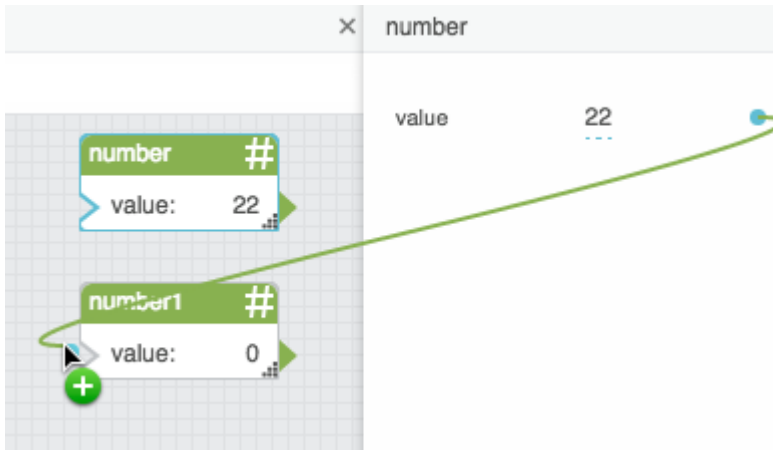 number
value 22
number #
value: 22
number1 #
value: 0